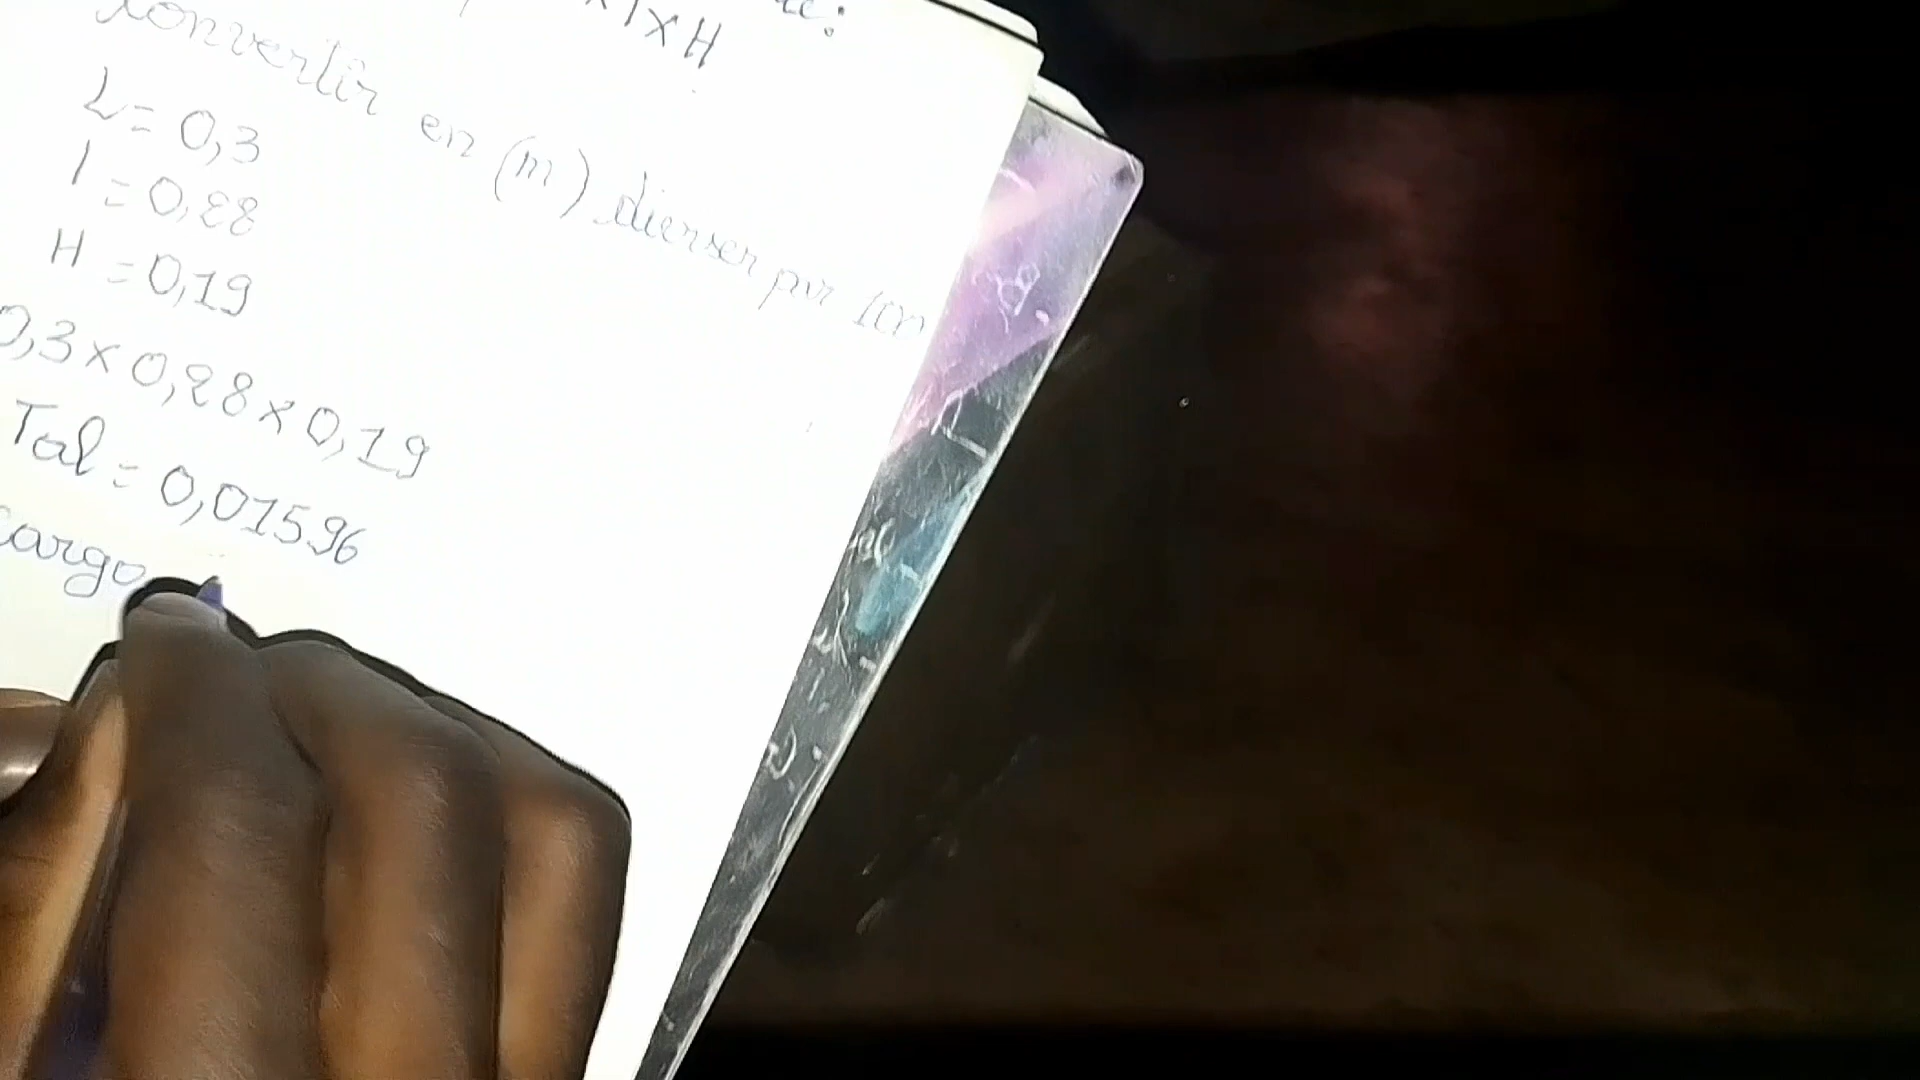 x l x H
Convertir en (m) dierser par 100
L = 0,3
l = 0,28
H = 0,19
0,3 x 0,28 x 0,19
Tal = 0,01596
cargo